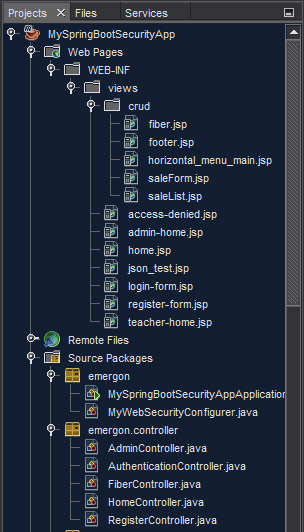 Projects
Files
Services
MySpringBootSecurityApp
Web Pages
WEB-INF
views
crud
fiber.jsp
footer.jsp
horizontal_menu_main.jsp
saleForm.jsp
saleList.jsp
access-denied.jsp
admin-home.jsp
home.jsp
json_test.jsp
login-form.jsp
register-form.jsp
teacher-home.jsp
Remote Files
Source Packages
emergon
MySpringBootSecurityAppApplication
MyWebSecurityConfigurer.java
emergon.controller
AdminController.java
AuthenticationController.java
FiberController.java
HomeController.java
RegisterController.java